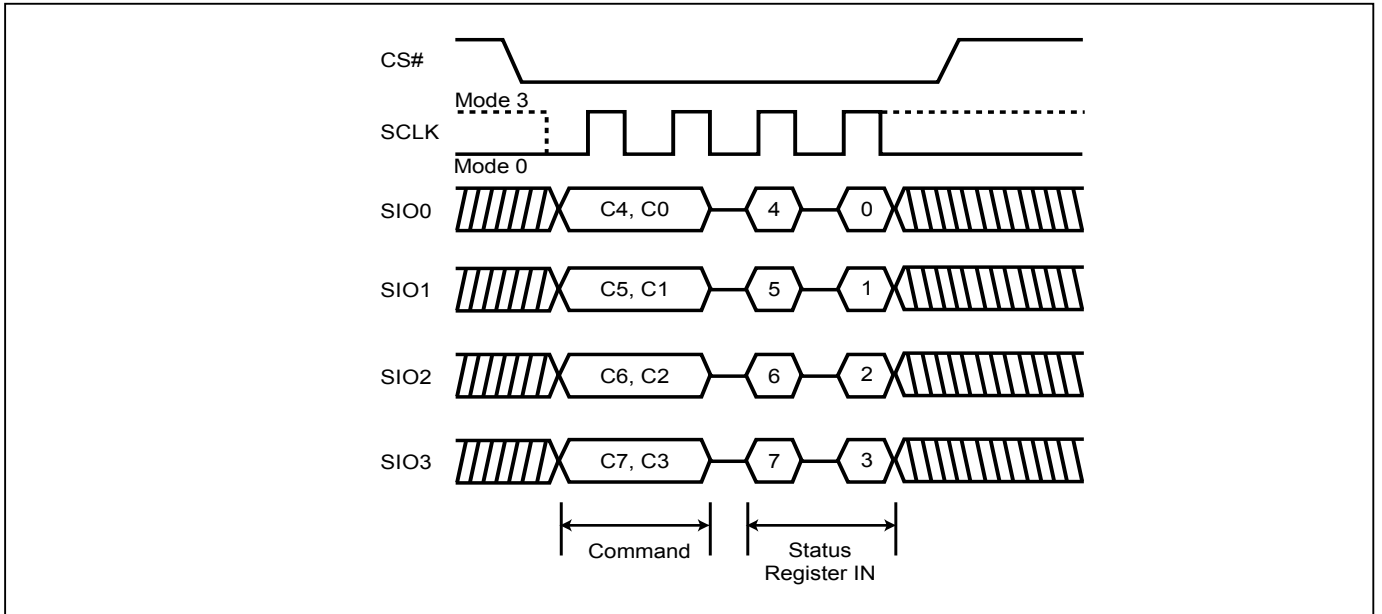 CS#
Mode 3
SCLK
Mode 0
SIO0
C4, C0
4
0
SIO1
C5, C1
5
1
SIO2
C6, C2
6
2
SIO3
C7, C3
7
3
Command
Status
Register IN